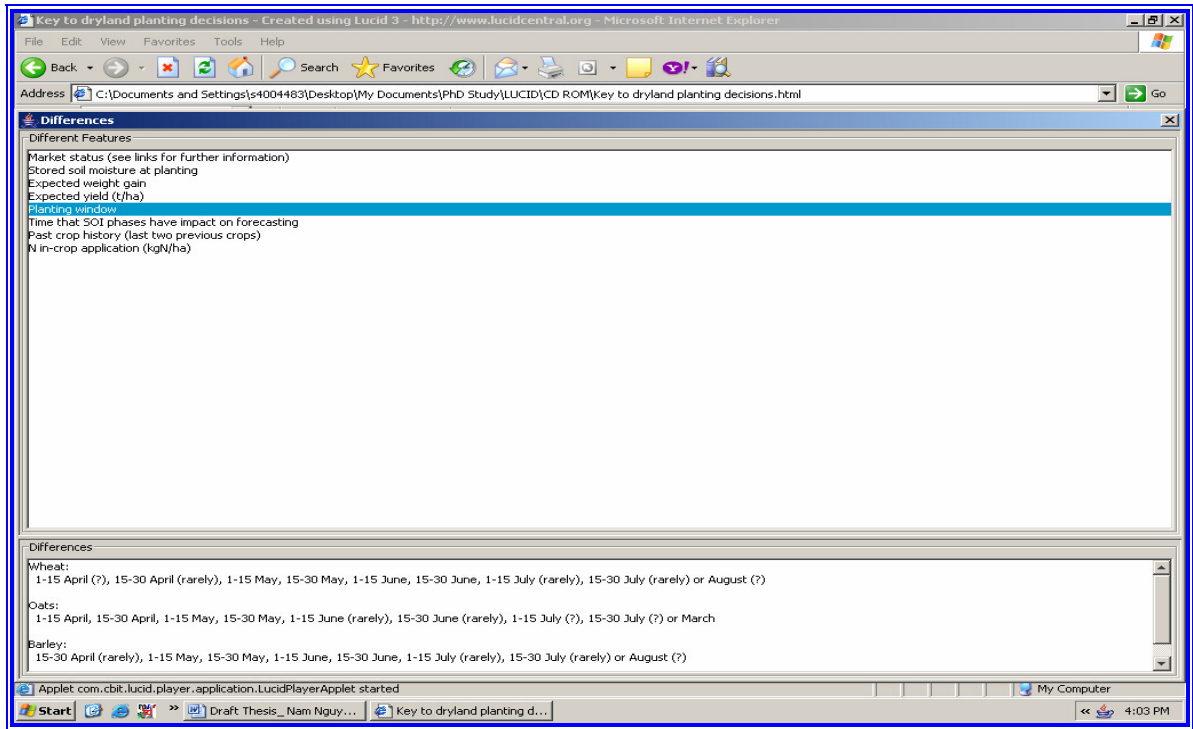 Key to dryland planting decisions - Created using Lucid 3 - http://www.lucidcentral.org - Microsoft Internet Explorer
File Edit View Favorites Tools Help
Back Search Favorites
Address C:\Documents and Settings\s4004483\Desktop\My Documents\PhD Study\LUCID\CD ROM\Key to dryland planting decisions.html Go
Differences
Different Features
Market status (see links for further information)
Stored soil moisture at planting
Expected weight gain
Expected yield (t/ha)
Planting window
Time that SOI phases have impact on forecasting
Past crop history (last two previous crops)
N in-crop application (kgN/ha)
Differences
Wheat:
1-15 April (?), 15-30 April (rarely), 1-15 May, 15-30 May, 1-15 June, 15-30 June, 1-15 July (rarely), 15-30 July (rarely) or August (?)
Oats:
1-15 April, 15-30 April, 1-15 May, 15-30 May, 1-15 June (rarely), 15-30 June (rarely), 1-15 July (?), 15-30 July (?) or March
Barley:
15-30 April (rarely), 1-15 May, 15-30 May, 1-15 June, 15-30 June, 1-15 July (rarely), 15-30 July (rarely) or August (?)
Applet com.cbit.lucid.player.application.LucidPlayerApplet started My Computer
Start » Draft Thesis_ Nam Nguy... Key to dryland planting d... « 4:03 PM